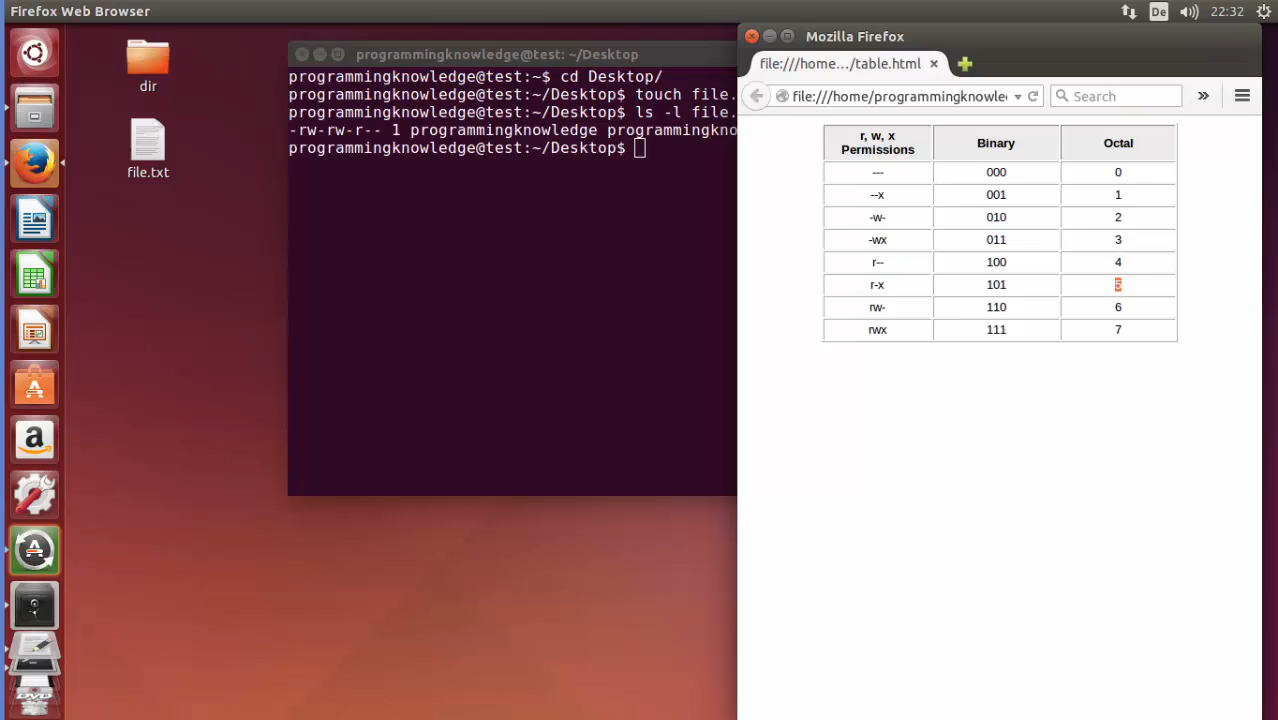 Firefox Web Browser
De
22:32
dir
file.txt
programmingknowledge@test: ~/Desktop
programmingknowledge@test:~$ cd Desktop/
programmingknowledge@test:~/Desktop$ touch file.
programmingknowledge@test:~/Desktop$ ls -l file.
-rw-rw-r-- 1 programmingknowledge programmingkno
programmingknowledge@test:~/Desktop$
Mozilla Firefox
file:///home.../table.html
file:///home/programmingknowle
Search
r, w, x Permissions Binary Octal
--- 000 0
--x 001 1
-w- 010 2
-wx 011 3
r-- 100 4
r-x 101 5
rw- 110 6
rwx 111 7
DVD